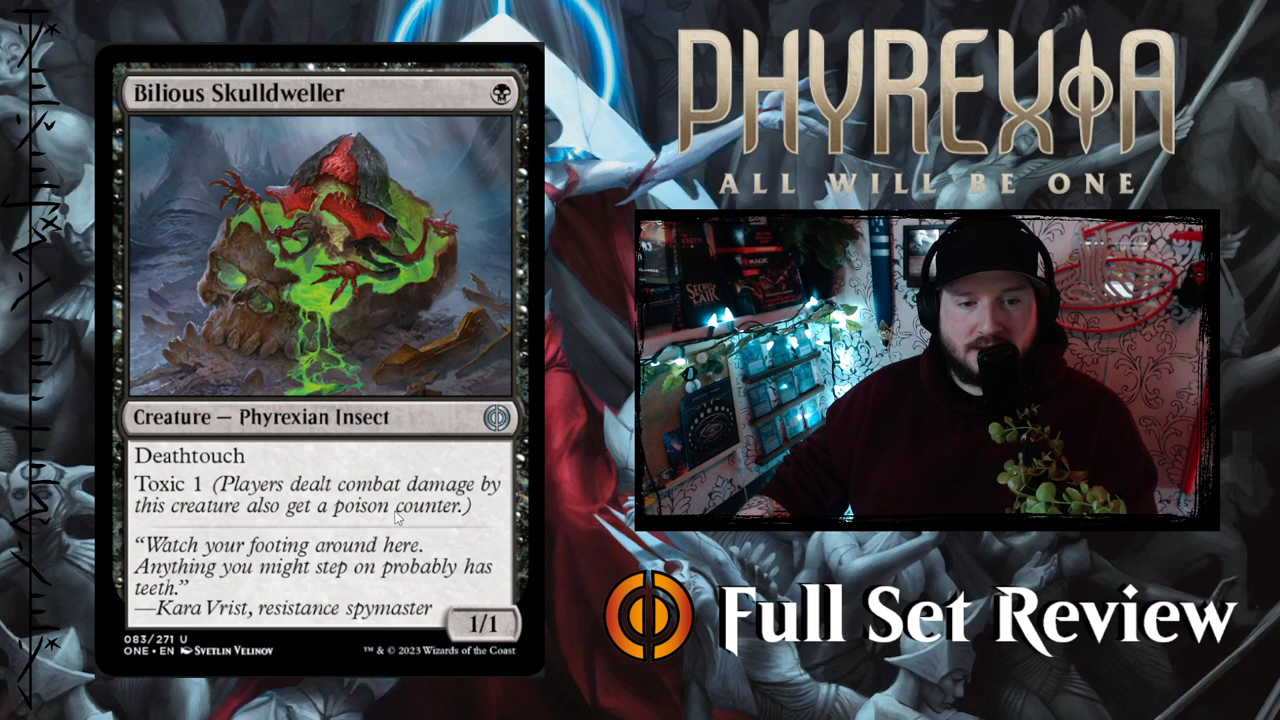 Bilious Skulldweller
Creature — Phyrexian Insect
Deathtouch
Toxic 1 (Players dealt combat damage by
this creature also get a poison counter.)
“Watch your footing around here.
Anything you might step on probably has
teeth.”
—Kara Vrist, resistance spymaster
1/1
083/271 U
ONE • EN Svetlin Velinov
™ & © 2023 Wizards of the Coast
PHYREXIA
ALL WILL BE ONE
SECRET
LAIR
MAGIC
Full Set Review